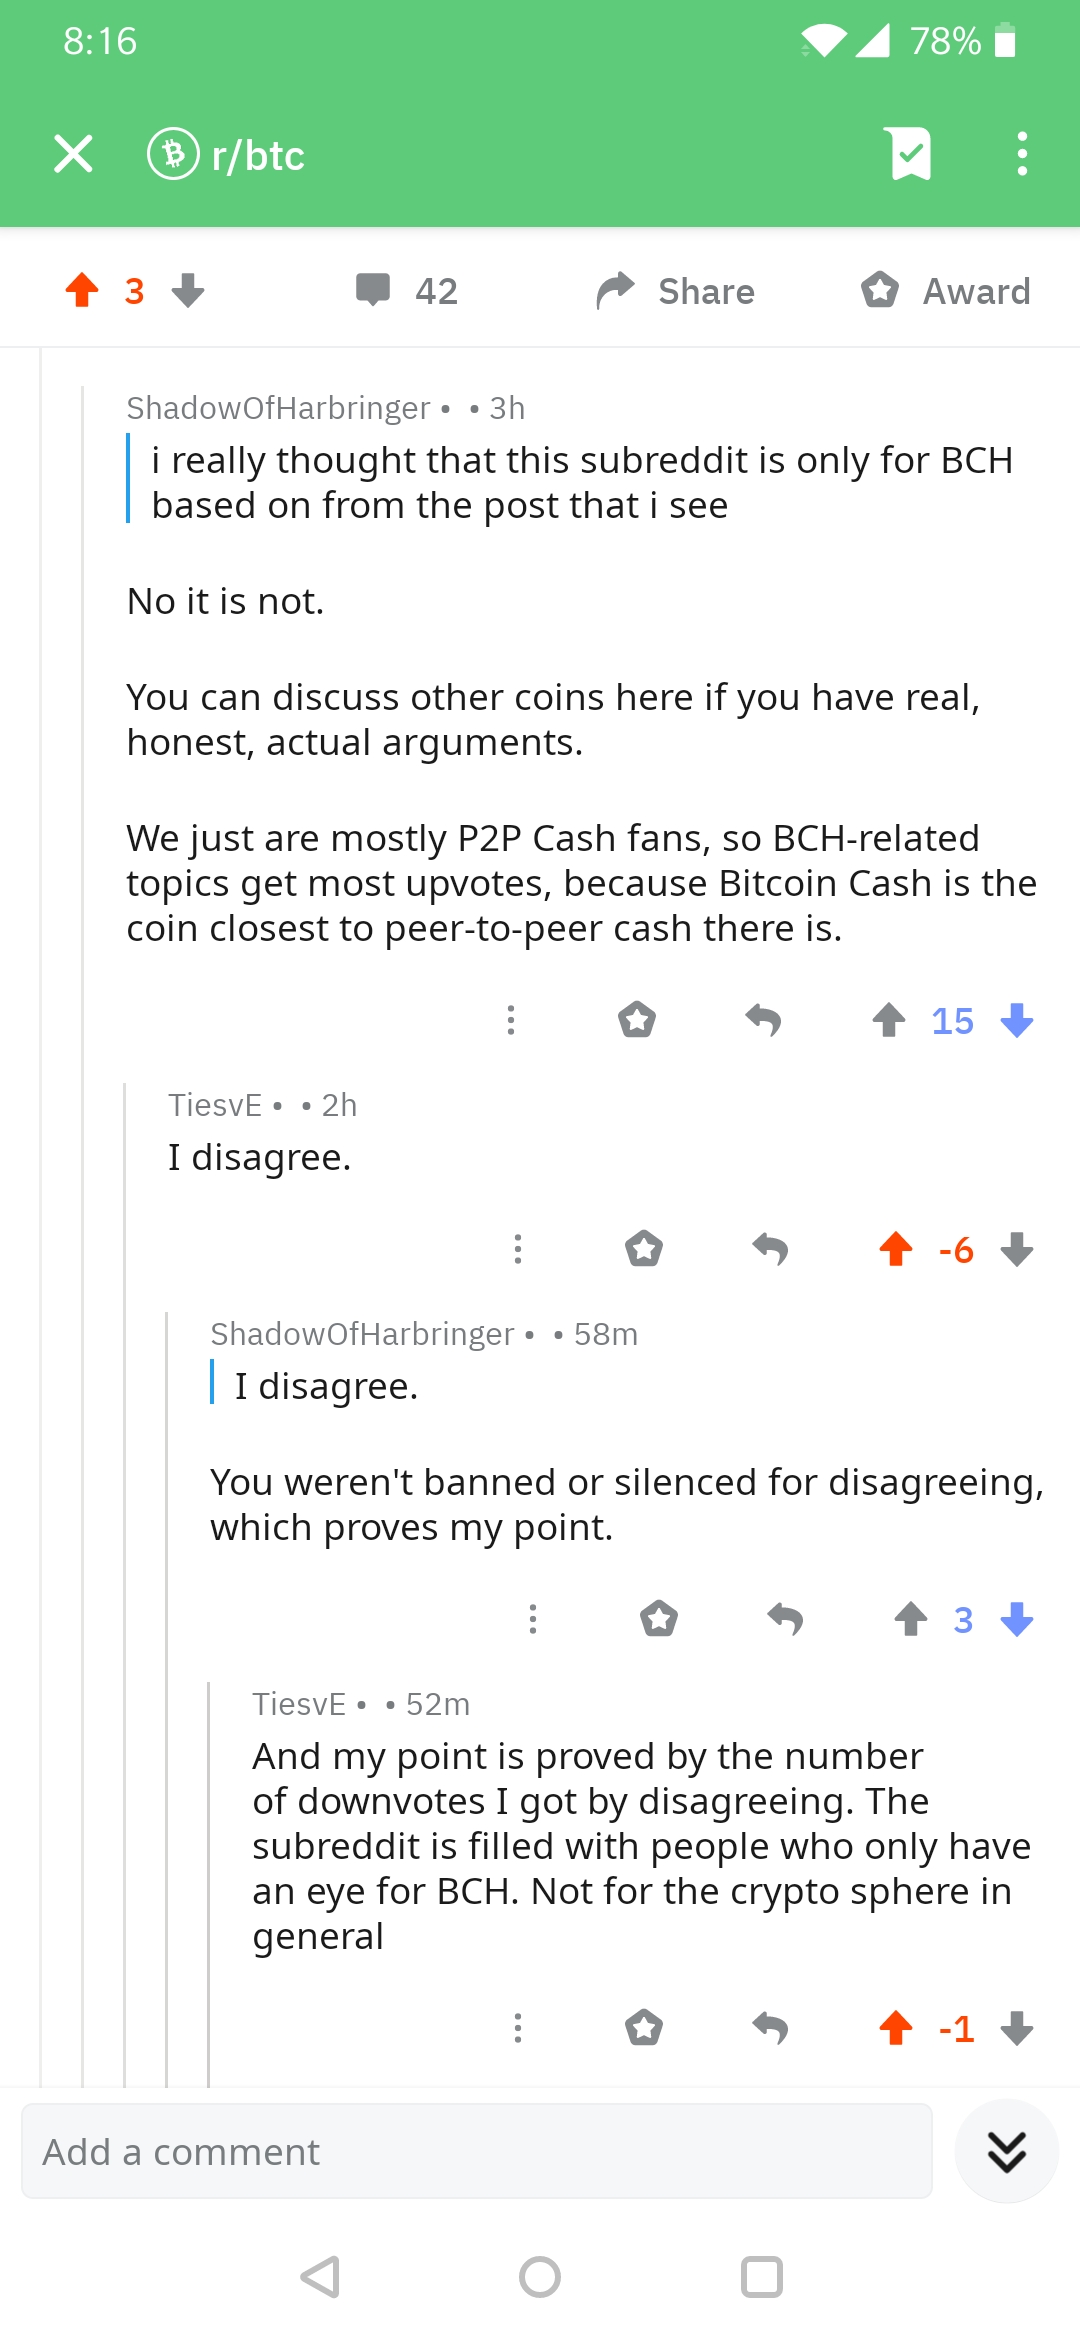 8:16
78%
r/btc
3
42
Share
Award
ShadowOfHarbringer • • 3h
i really thought that this subreddit is only for BCH
based on from the post that i see
No it is not.
You can discuss other coins here if you have real,
honest, actual arguments.
We just are mostly P2P Cash fans, so BCH-related
topics get most upvotes, because Bitcoin Cash is the
coin closest to peer-to-peer cash there is.
15
TiesvE • • 2h
I disagree.
-6
ShadowOfHarbringer • • 58m
I disagree.
You weren't banned or silenced for disagreeing,
which proves my point.
3
TiesvE • • 52m
And my point is proved by the number
of downvotes I got by disagreeing. The
subreddit is filled with people who only have
an eye for BCH. Not for the crypto sphere in
general
-1
Add a comment